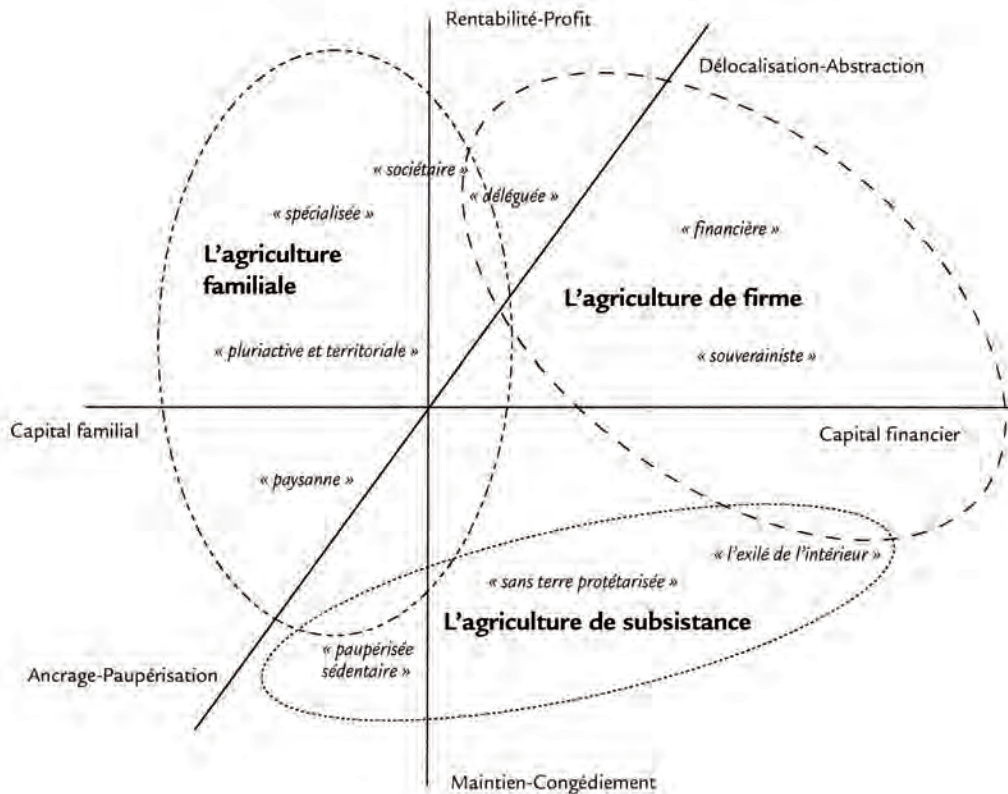 Rentabilité-Profit
Délocalisation-Abstraction
« sociétaire »
« déléguée »
« spécialisée »
« financière »
L'agriculture
familiale
L'agriculture de firme
« pluriactive et territoriale »
« souverainiste »
Capital familial
Capital financier
« paysanne »
« l'exilé de l'intérieur »
« sans terre protétarisée »
L'agriculture de subsistance
« paupérisée
sédentaire »
Ancrage-Paupérisation
Maintien-Congédiement